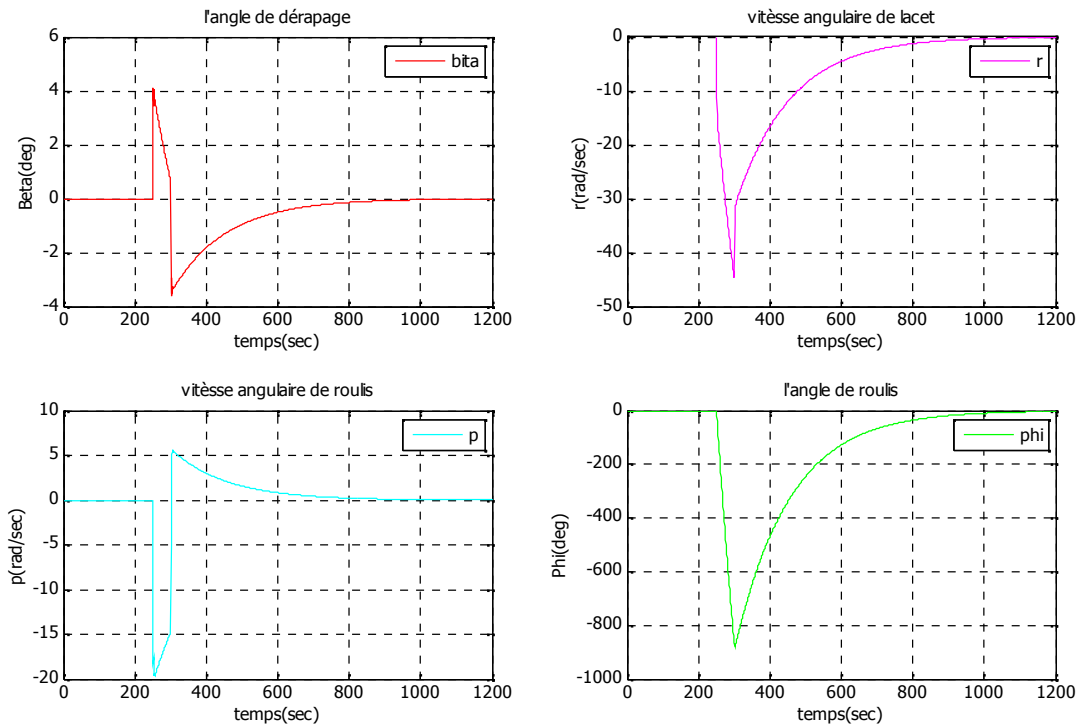 l'angle de dérapage
6
4
2
0
-2
-4
Beta(deg)
bita
0 200 400 600 800 1000 1200
temps(sec)
vitèsse angulaire de lacet
0
-10
-20
-30
-40
-50
r(rad/sec)
r
0 200 400 600 800 1000 1200
temps(sec)
vitèsse angulaire de roulis
10
5
0
-5
-10
-15
-20
p(rad/sec)
p
0 200 400 600 800 1000 1200
temps(sec)
l'angle de roulis
0
-200
-400
-600
-800
-1000
Phi(deg)
phi
0 200 400 600 800 1000 1200
temps(sec)